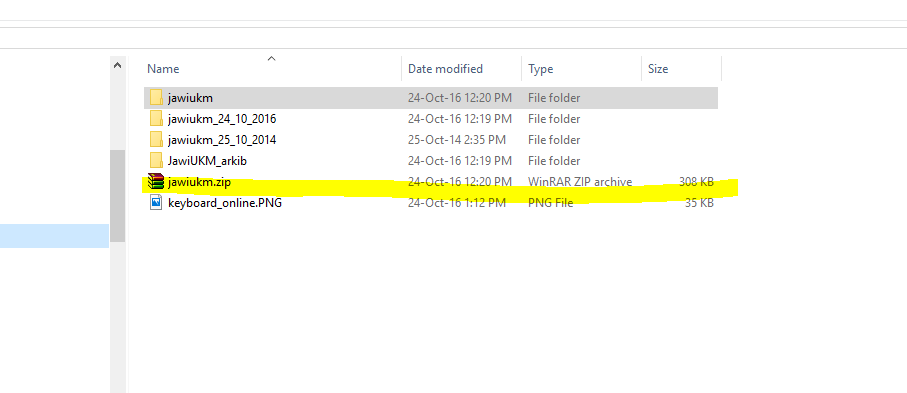 Name Date modified Type Size
jawiukm 24-Oct-16 12:20 PM File folder
jawiukm_24_10_2016 24-Oct-16 12:19 PM File folder
jawiukm_25_10_2014 25-Oct-14 2:35 PM File folder
JawiUKM_arkib 24-Oct-16 12:19 PM File folder
jawiukm.zip 24-Oct-16 12:20 PM WinRAR ZIP archive 308 KB
keyboard_online.PNG 24-Oct-16 1:12 PM PNG File 35 KB